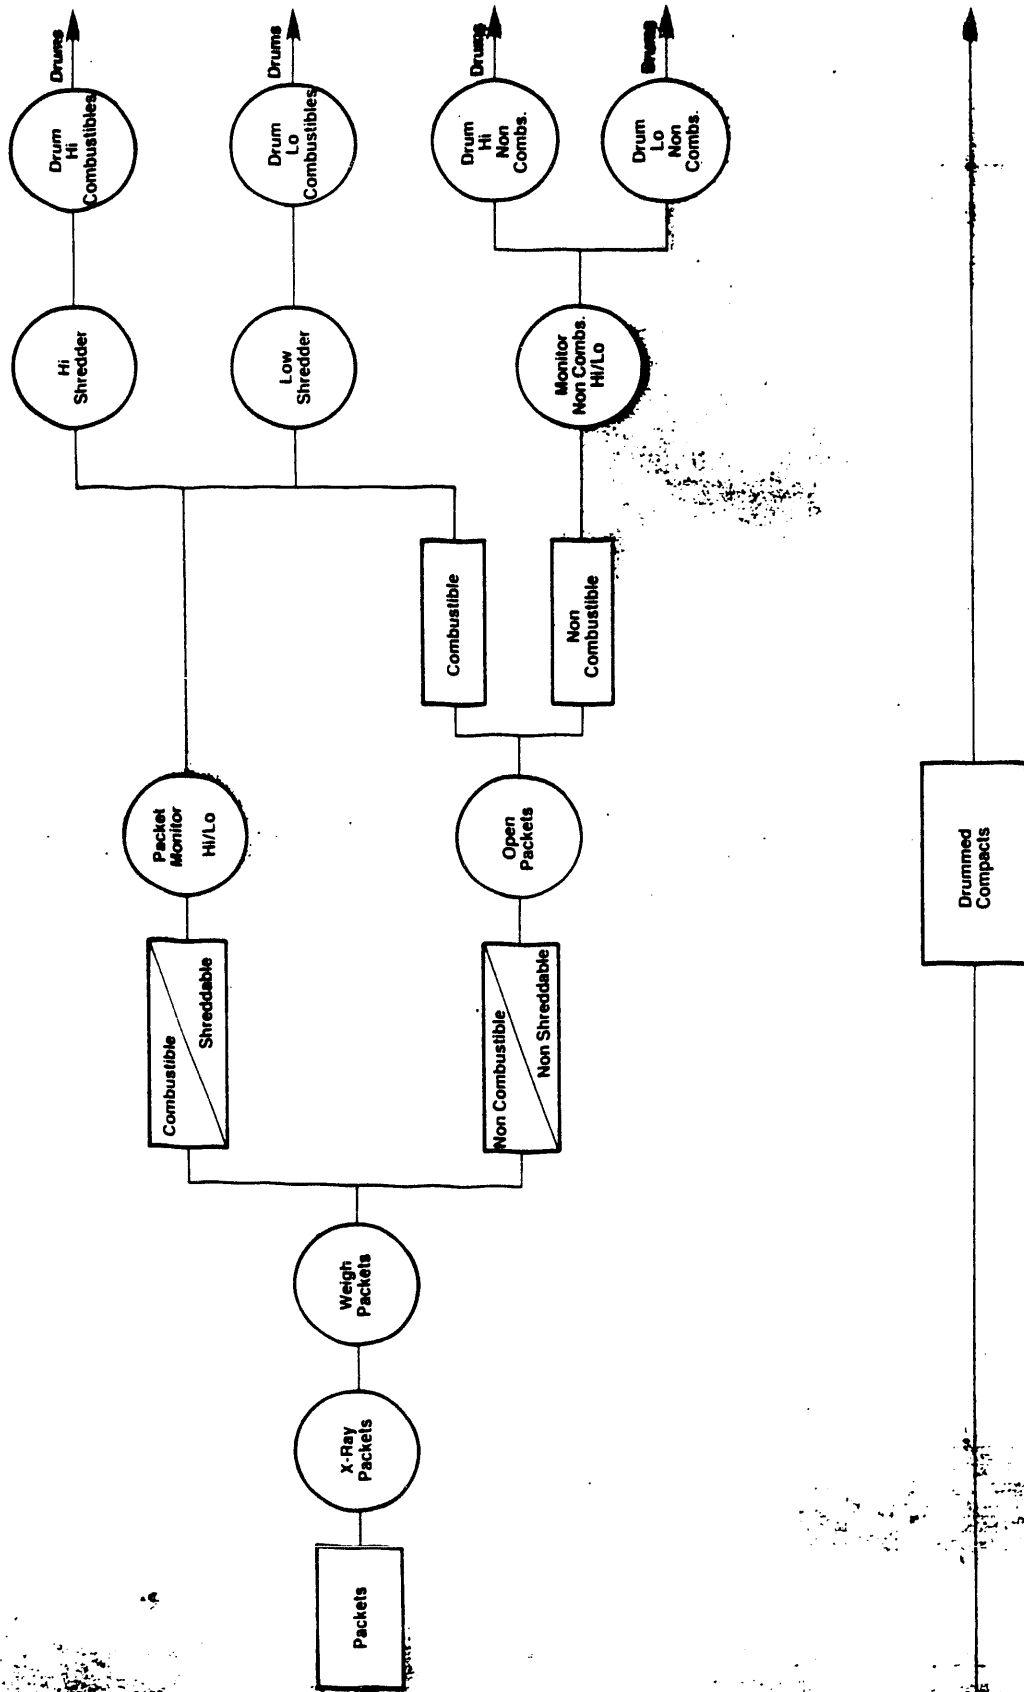 Packets
X-Ray
Packets
Weigh
Packets
Combustible
Shreddable
Non Combustible
Non Shreddable
Packet
Monitor
Hi/Lo
Open
Packets
Combustible
Non
Combustible
Hi
Shredder
Low
Shredder
Monitor
Non Combs.
Hi/Lo
Drum
Hi
Combustibles
Drums
Drum
Lo
Combustibles
Drums
Drum
Hi
Non
Combs.
Drums
Drum
Lo
Non
Combs.
Drums
Drummed
Compacts